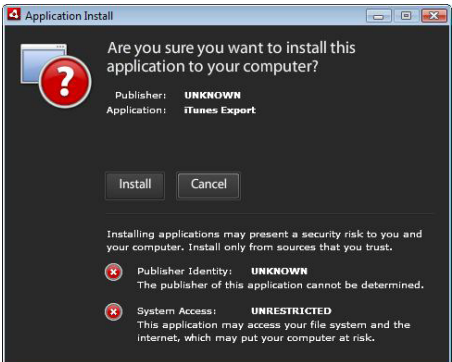 Application Install
Are you sure you want to install this
application to your computer?
Publisher: UNKNOWN
Application: iTunes Export
Install Cancel
Installing applications may present a security risk to you and
your computer. Install only from sources that you trust.
Publisher Identity: UNKNOWN
The publisher of this application cannot be determined.
System Access: UNRESTRICTED
This application may access your file system and the
internet, which may put your computer at risk.